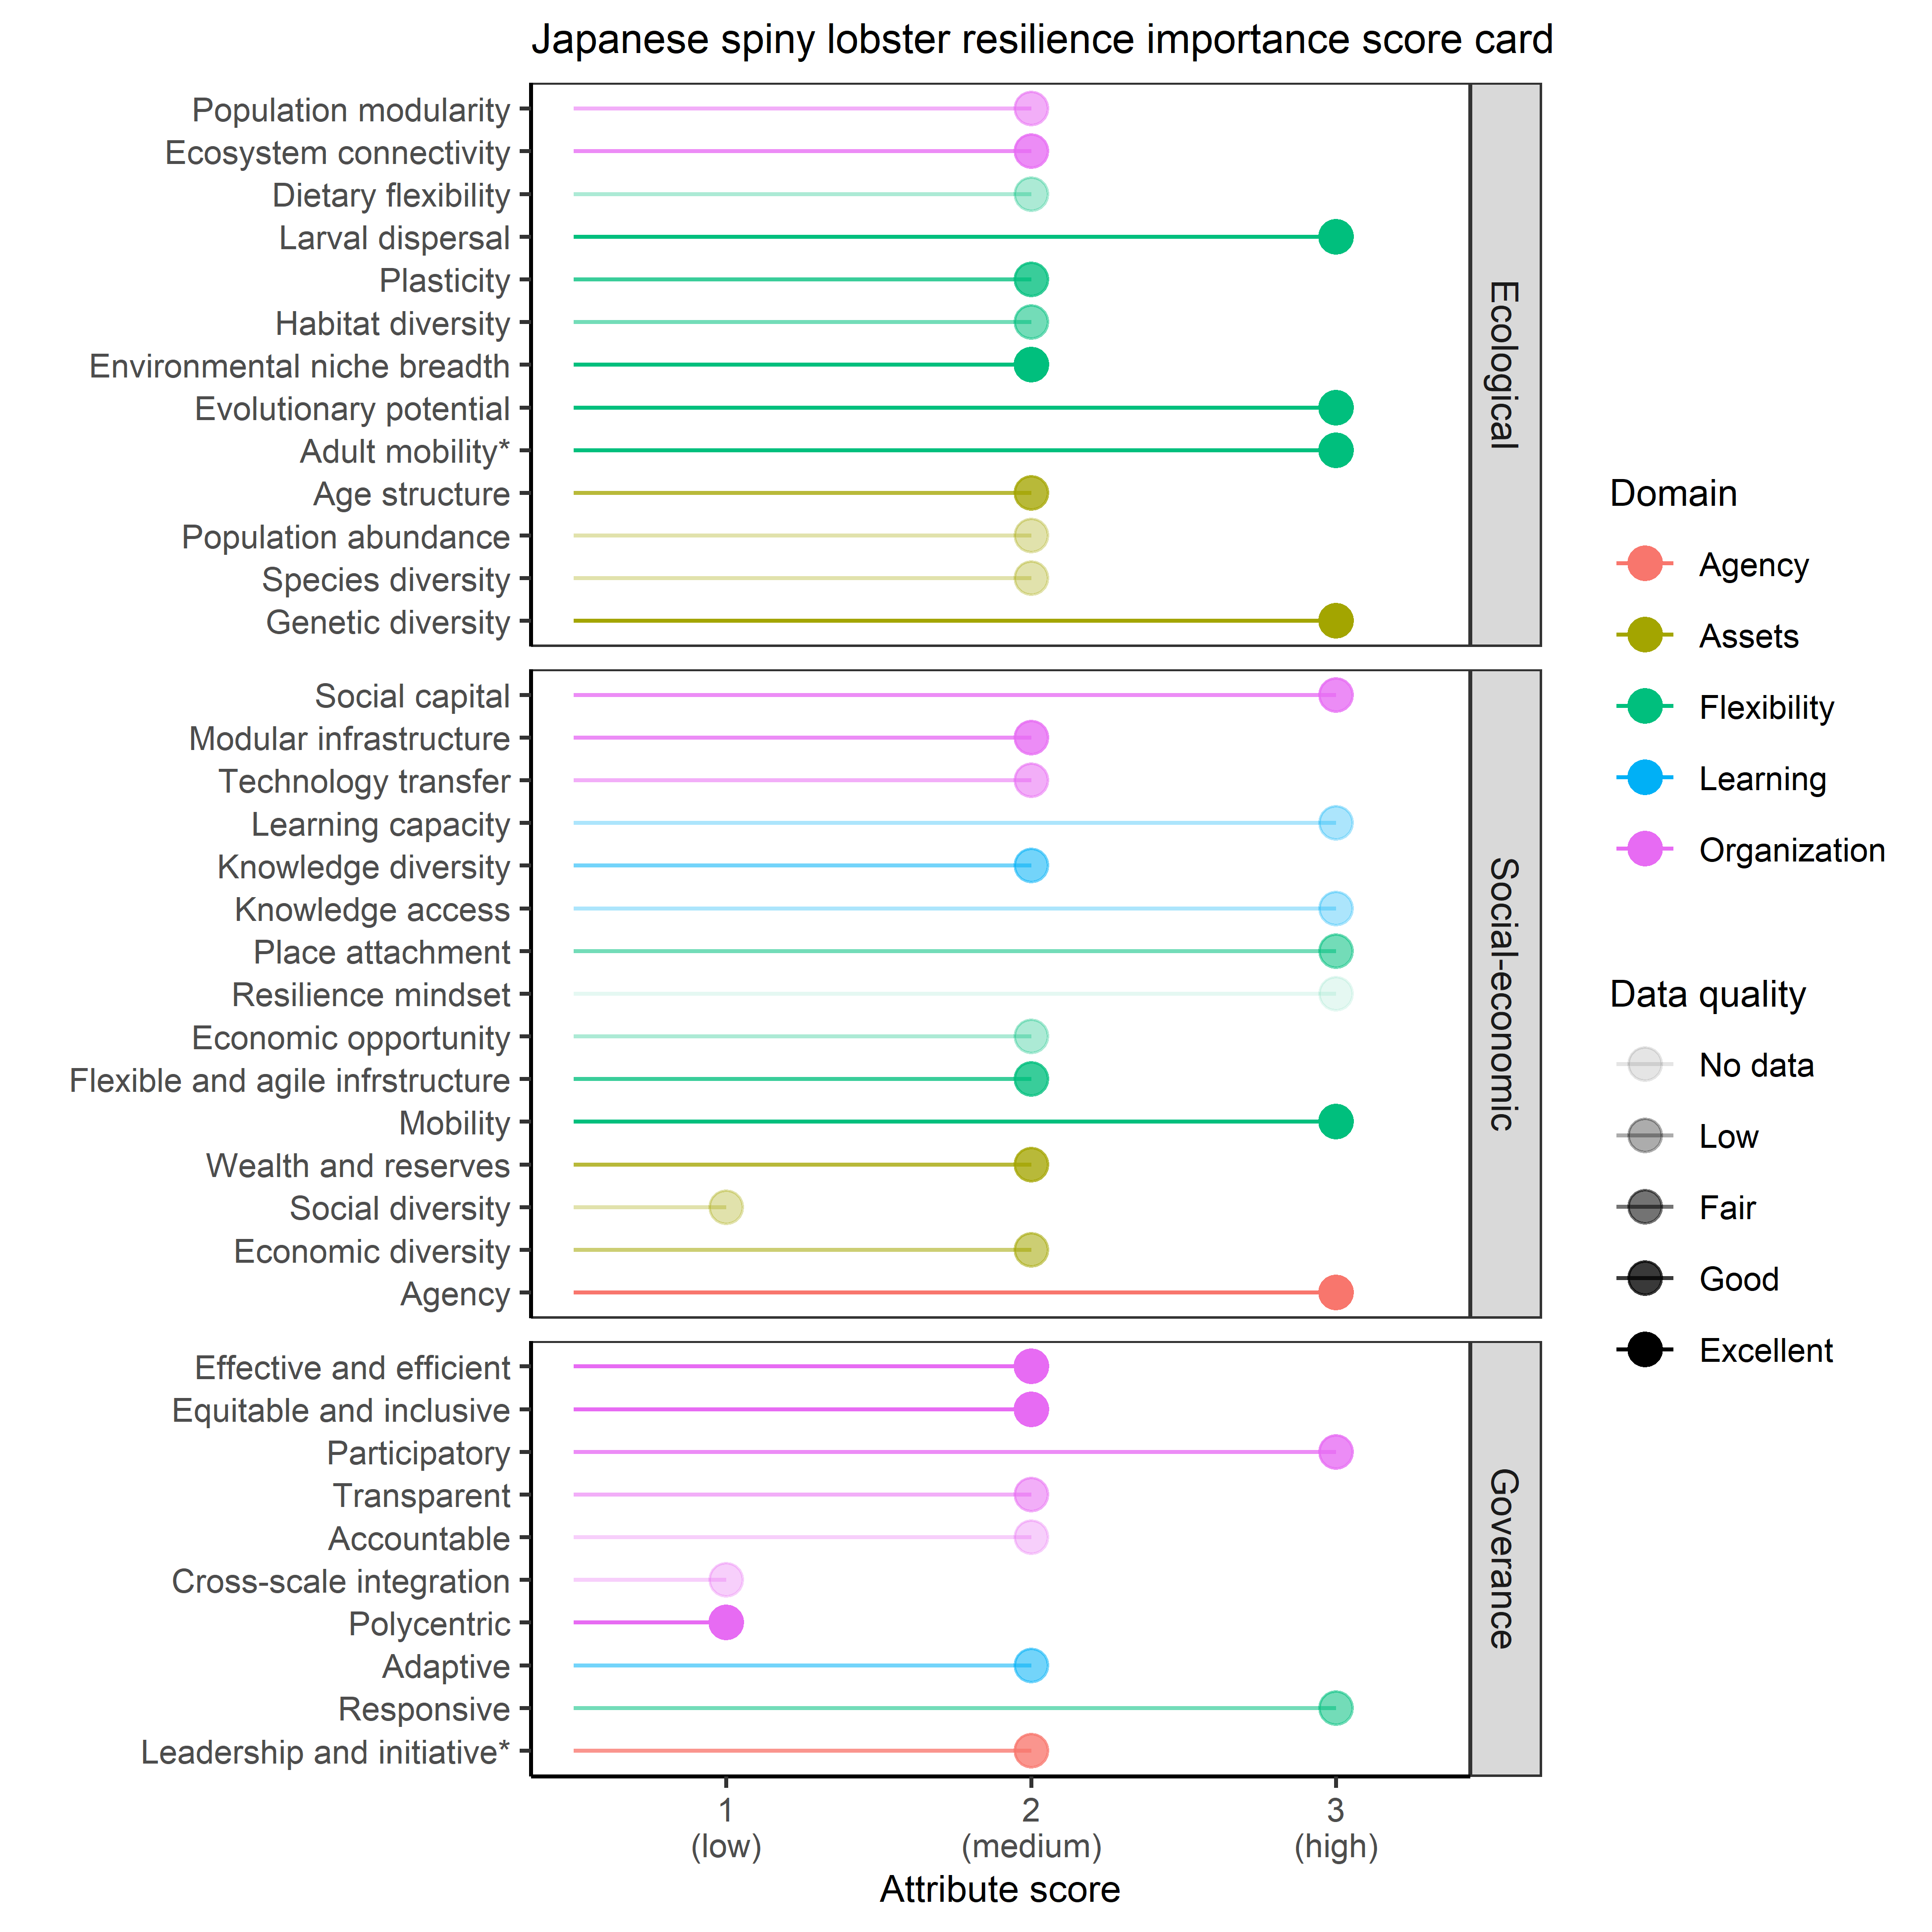 Japanese spiny lobster resilience importance score card
Population modularity
Ecosystem connectivity
Dietary flexibility
Larval dispersal
Plasticity
Habitat diversity
Environmental niche breadth
Evolutionary potential
Adult mobility*
Age structure
Population abundance
Species diversity
Genetic diversity
Ecological
Social capital
Modular infrastructure
Technology transfer
Learning capacity
Knowledge diversity
Knowledge access
Place attachment
Resilience mindset
Economic opportunity
Flexible and agile infrstructure
Mobility
Wealth and reserves
Social diversity
Economic diversity
Agency
Social-economic
Effective and efficient
Equitable and inclusive
Participatory
Transparent
Accountable
Cross-scale integration
Polycentric
Adaptive
Responsive
Leadership and initiative*
Governance
1
(low)
2
(medium)
3
(high)
Attribute score
Domain
Agency
Assets
Flexibility
Learning
Organization
Data quality
No data
Low
Fair
Good
Excellent